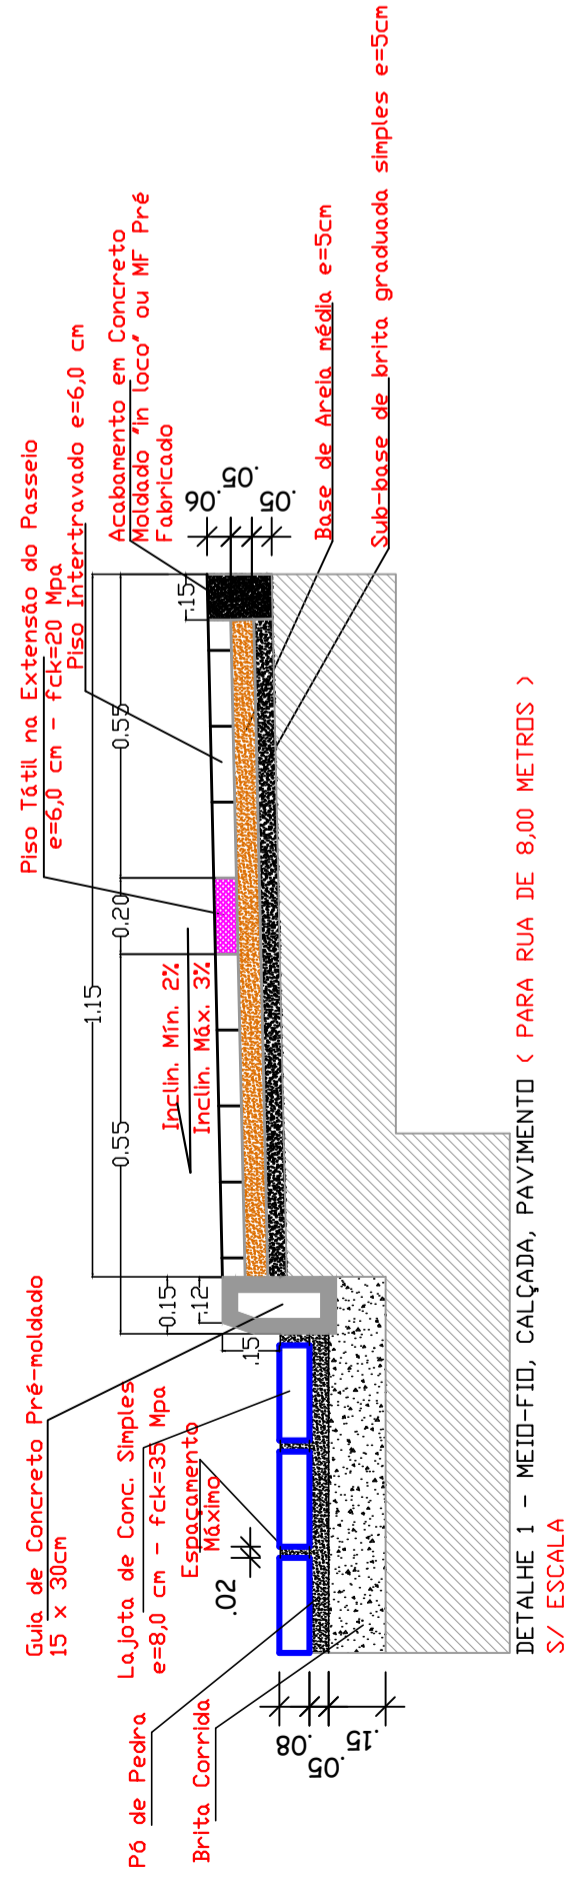 Guia de Concreto Pré-moldado
15 x 30cm
Lajota de Conc. Simples
e=8,0 cm - fck=35 Mpa
Espaçamento
Máximo
.02
Pó de Pedra
Brita Corrida
.08
.05
.15
Piso Tátil na Extensão do Passeio
e=6,0 cm - fck=20 Mpa
Piso Intertravado e=6,0 cm
Acabamento em Concreto
Moldado "in loco" ou MF Pré
Fabricado
1.15
0.55
0.20
0.55
0.15
.12
.15
.15
Inclin. Mín. 2%
Inclin. Máx. 3%
.06
.05
.05
Base de Areia média e=5cm
Sub-base de brita graduada simples e=5cm
DETALHE 1 - MEIO-FIO, CALÇADA, PAVIMENTO ( PARA RUA DE 8,00 METROS )
S/ ESCALA